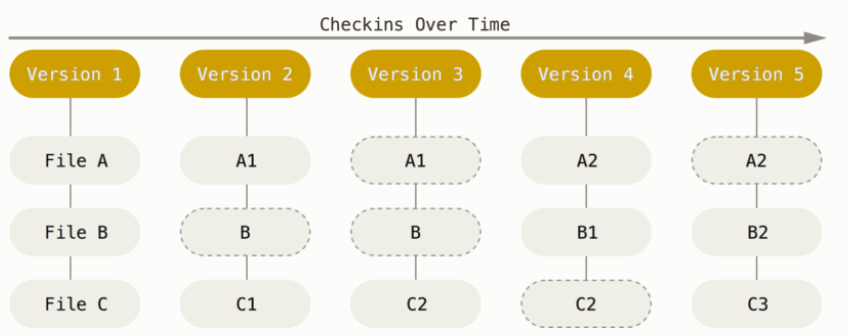 Checkins Over Time
Version 1 Version 2 Version 3 Version 4 Version 5
File A A1 A1 A2 A2
File B B B B1 B2
File C C1 C2 C2 C3